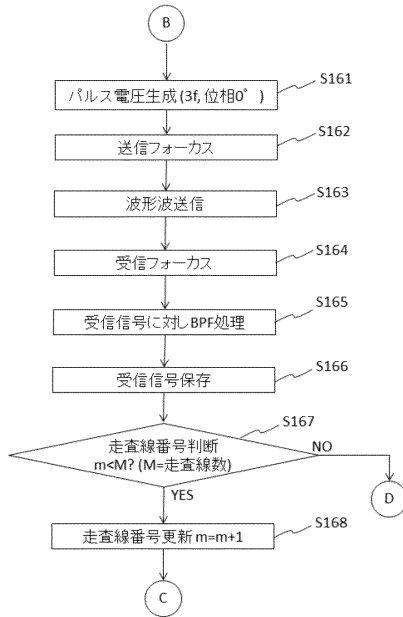 B
S161
パルス電圧生成(3f, 位相0°)
S162
送信フォーカス
S163
波形波送信
S164
受信フォーカス
S165
受信信号に対しBPF処理
S166
受信信号保存
S167
走査線番号判断
m<M? (M=走査線数)
NO
D
YES
S168
走査線番号更新 m=m+1
C